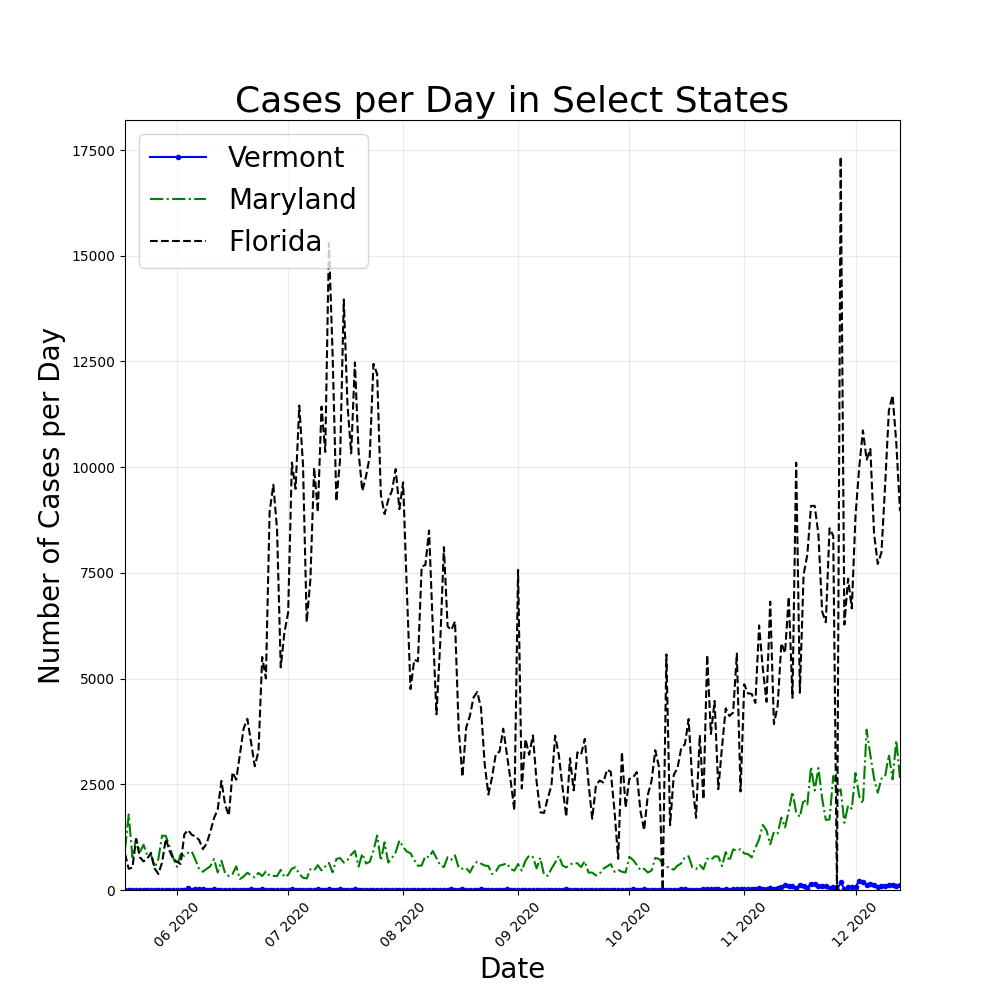 Cases per Day in Select States
Vermont
Maryland
Florida
Number of Cases per Day
17500
15000
12500
10000
7500
5000
2500
0
06 2020
07 2020
08 2020
09 2020
10 2020
11 2020
12 2020
Date